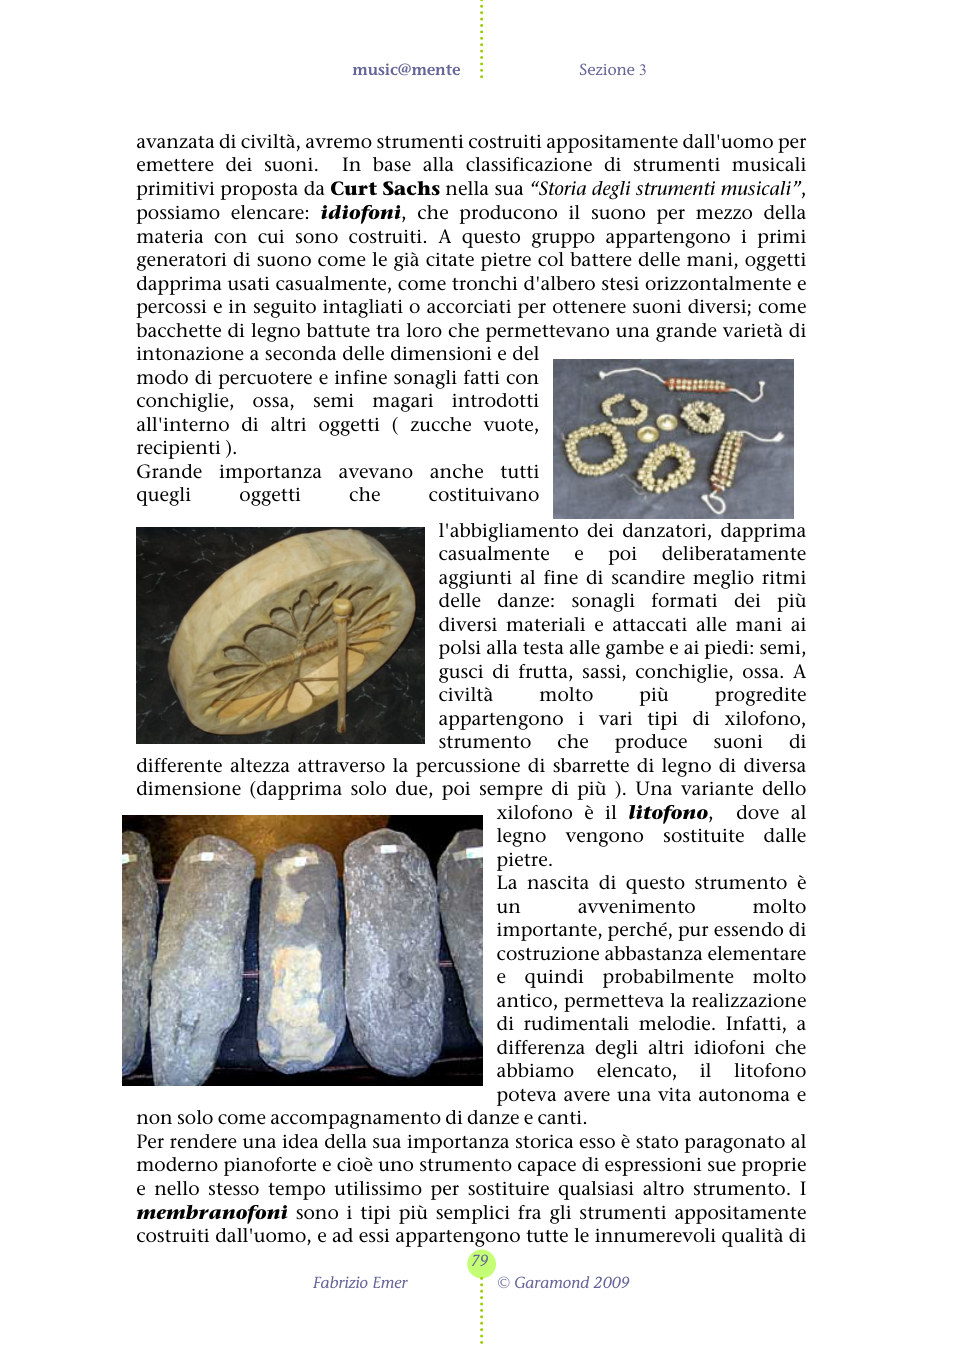 music@mente
Sezione 3
avanzata di civiltà, avremo strumenti costruiti appositamente dall'uomo per
emettere dei suoni. In base alla classificazione di strumenti musicali
primitivi proposta da Curt Sachs nella sua “Storia degli strumenti musicali”,
possiamo elencare: idiofoni, che producono il suono per mezzo della
materia con cui sono costruiti. A questo gruppo appartengono i primi
generatori di suono come le già citate pietre col battere delle mani, oggetti
dapprima usati casualmente, come tronchi d'albero stesi orizzontalmente e
percossi e in seguito intagliati o accorciati per ottenere suoni diversi; come
bacchette di legno battute tra loro che permettevano una grande varietà di
intonazione a seconda delle dimensioni e del
modo di percuotere e infine sonagli fatti con
conchiglie, ossa, semi magari introdotti
all'interno di altri oggetti ( zucche vuote,
recipienti ).
Grande importanza avevano anche tutti
quegli oggetti che costituivano
l'abbigliamento dei danzatori, dapprima
casualmente e poi deliberatamente
aggiunti al fine di scandire meglio ritmi
delle danze: sonagli formati dei più
diversi materiali e attaccati alle mani ai
polsi alla testa alle gambe e ai piedi: semi,
gusci di frutta, sassi, conchiglie, ossa. A
civiltà molto più progredite
appartengono i vari tipi di xilofono,
strumento che produce suoni di
differente altezza attraverso la percussione di sbarrette di legno di diversa
dimensione (dapprima solo due, poi sempre di più ). Una variante dello
xilofono è il litofono, dove al
legno vengono sostituite dalle
pietre.
La nascita di questo strumento è
un avvenimento molto
importante, perché, pur essendo di
costruzione abbastanza elementare
e quindi probabilmente molto
antico, permetteva la realizzazione
di rudimentali melodie. Infatti, a
differenza degli altri idiofoni che
abbiamo elencato, il litofono
poteva avere una vita autonoma e
non solo come accompagnamento di danze e canti.
Per rendere una idea della sua importanza storica esso è stato paragonato al
moderno pianoforte e cioè uno strumento capace di espressioni sue proprie
e nello stesso tempo utilissimo per sostituire qualsiasi altro strumento. I
membranofoni sono i tipi più semplici fra gli strumenti appositamente
costruiti dall'uomo, e ad essi appartengono tutte le innumerevoli qualità di
79
Fabrizio Emer
© Garamond 2009